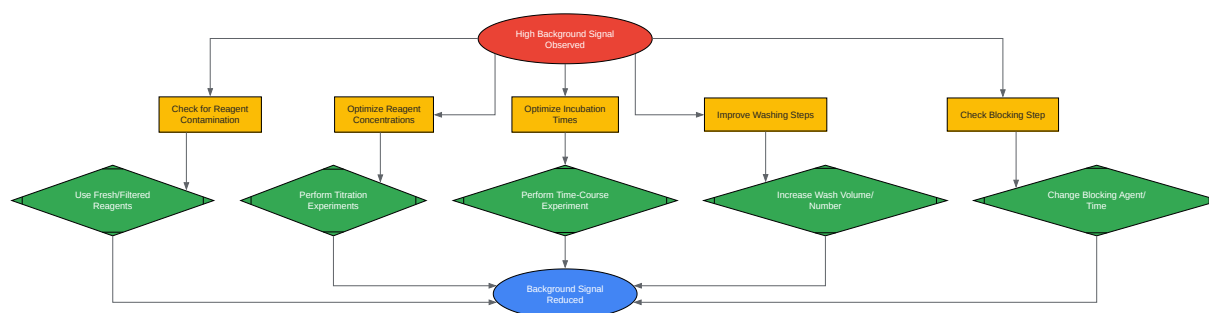 High Background Signal
Observed
Check for Reagent
Contamination
Optimize Reagent
Concentrations
Optimize Incubation
Times
Improve Washing Steps
Check Blocking Step
Use Fresh/Filtered
Reagents
Perform Titration
Experiments
Perform Time-Course
Experiment
Increase Wash Volume/
Number
Change Blocking Agent/
Time
Background Signal
Reduced